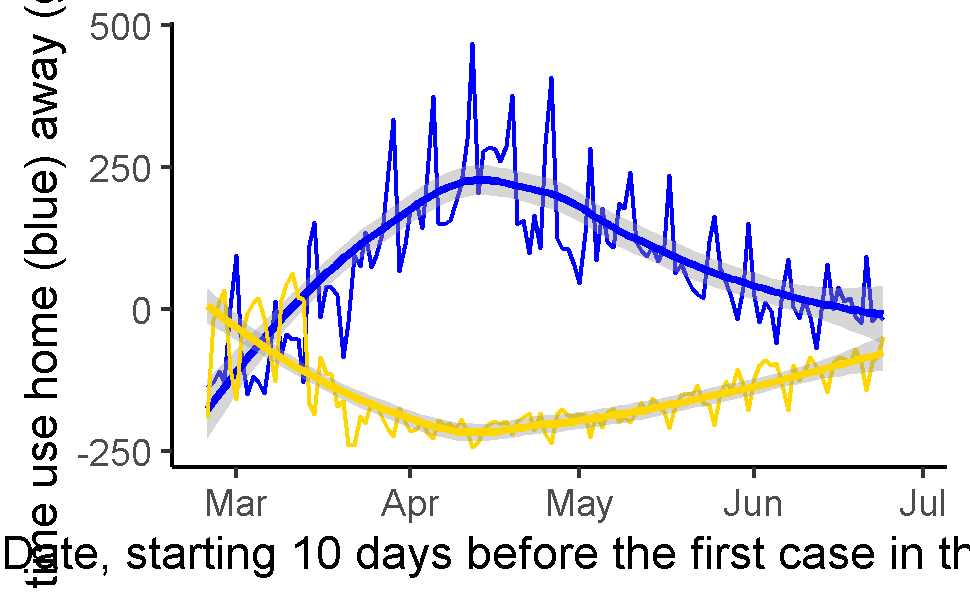 500
250
0
-250
time use home (blue) away (
Mar Apr May Jun Jul
Date, starting 10 days before the first case in th